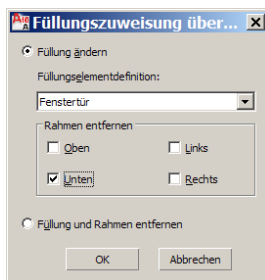 Füllungszuweisung über...
Füllung ändern
Füllungselementdefinition:
Fenstertür
Rahmen entfernen
Oben
Links
Unten
Rechts
Füllung und Rahmen entfernen
OK
Abbrechen